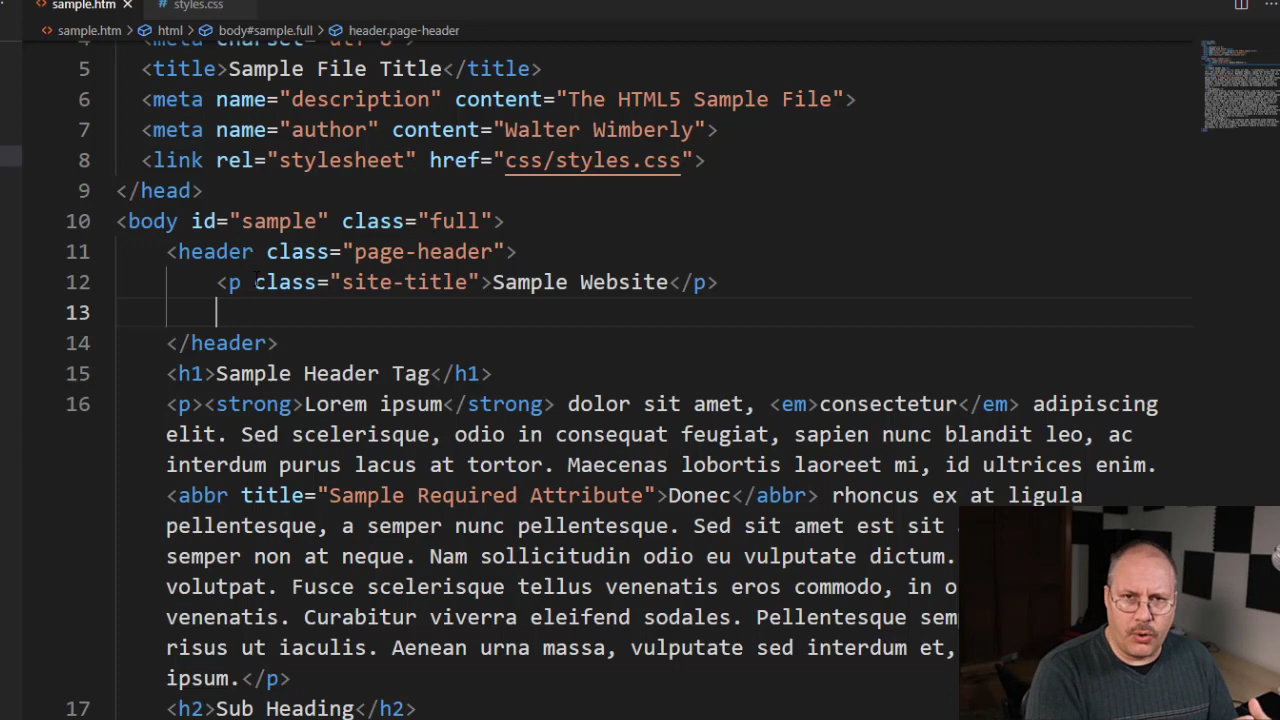 sample.htm × styles.css
sample.htm > html > body#sample.full > header.page-header
4 <meta charset="utf-8">
5 <title>Sample File Title</title>
6 <meta name="description" content="The HTML5 Sample File">
7 <meta name="author" content="Walter Wimberly">
8 <link rel="stylesheet" href="css/styles.css">
9 </head>
10 <body id="sample" class="full">
11 <header class="page-header">
12 <p class="site-title">Sample Website</p>
13
14 </header>
15 <h1>Sample Header Tag</h1>
16 <p><strong>Lorem ipsum</strong> dolor sit amet, <em>consectetur</em> adipiscing
elit. Sed scelerisque, odio in consequat feugiat, sapien nunc blandit leo, ac
interdum purus lacus at tortor. Maecenas lobortis laoreet mi, id ultrices enim.
<abbr title="Sample Required Attribute">Donec</abbr> rhoncus ex at ligula
pellentesque, a semper nunc pellentesque. Sed sit amet est sit
semper non at neque. Nam sollicitudin odio eu vulputate dictum.
volutpat. Fusce scelerisque tellus venenatis eros commodo, in o
venenatis. Curabitur viverra eleifend sodales. Pellentesque sem
risus ut iaculis. Aenean urna massa, vulputate sed interdum et,
ipsum.</p>
17 <h2>Sub Heading</h2>